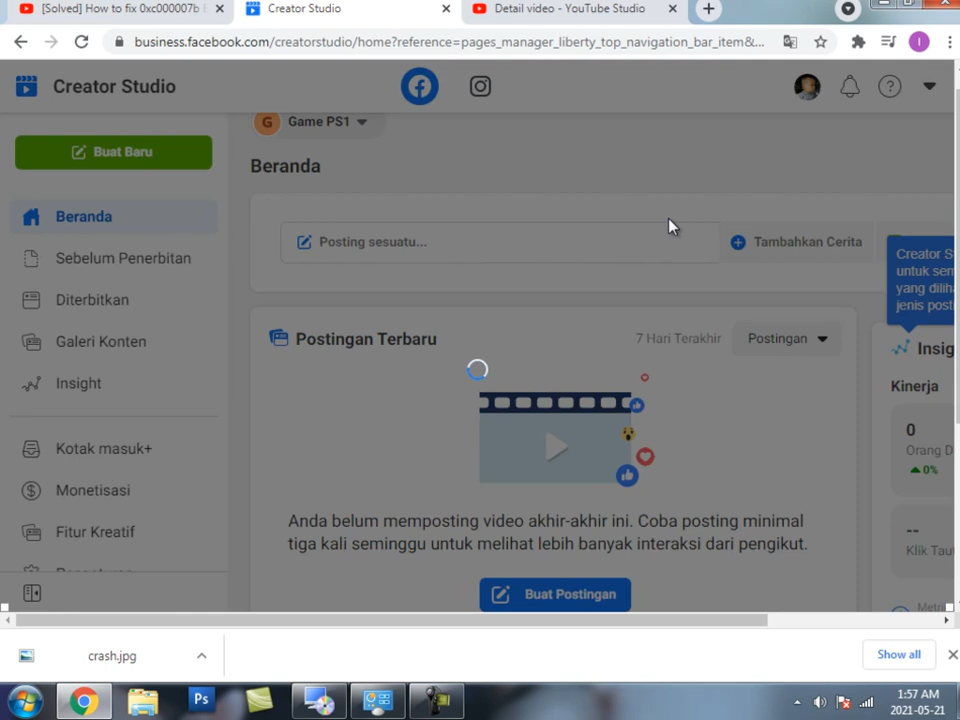 [Solved] How to fix 0xc000007b E
Creator Studio
Detail video - YouTube Studio
business.facebook.com/creatorstudio/home?reference=pages_manager_liberty_top_navigation_bar_item&...
I
Creator Studio
G Game PS1
Buat Baru
Beranda
Beranda
Sebelum Penerbitan
Diterbitkan
Galeri Konten
Insight
Kotak masuk+
Monetisasi
Fitur Kreatif
Posting sesuatu...
Tambahkan Cerita
Creator S
untuk sem
yang dilih
jenis post
Postingan Terbaru
7 Hari Terakhir
Postingan
Insig
Kinerja
0
Orang D
0%
--
Klik Taut
Metri
Anda belum memposting video akhir-akhir ini. Coba posting minimal
tiga kali seminggu untuk melihat lebih banyak interaksi dari pengikut.
Buat Postingan
crash.jpg
Show all
Ps
1:57 AM
2021-05-21